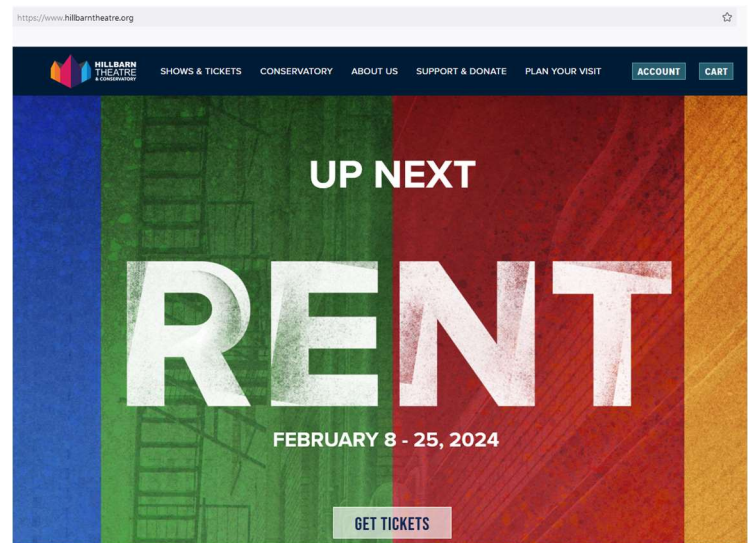 https://www.hillbarntheatre.org
HILLBARN
THEATRE
& CONSERVATORY
SHOWS & TICKETS CONSERVATORY ABOUT US SUPPORT & DONATE PLAN YOUR VISIT ACCOUNT CART
UP NEXT
RENT
FEBRUARY 8 - 25, 2024
GET TICKETS